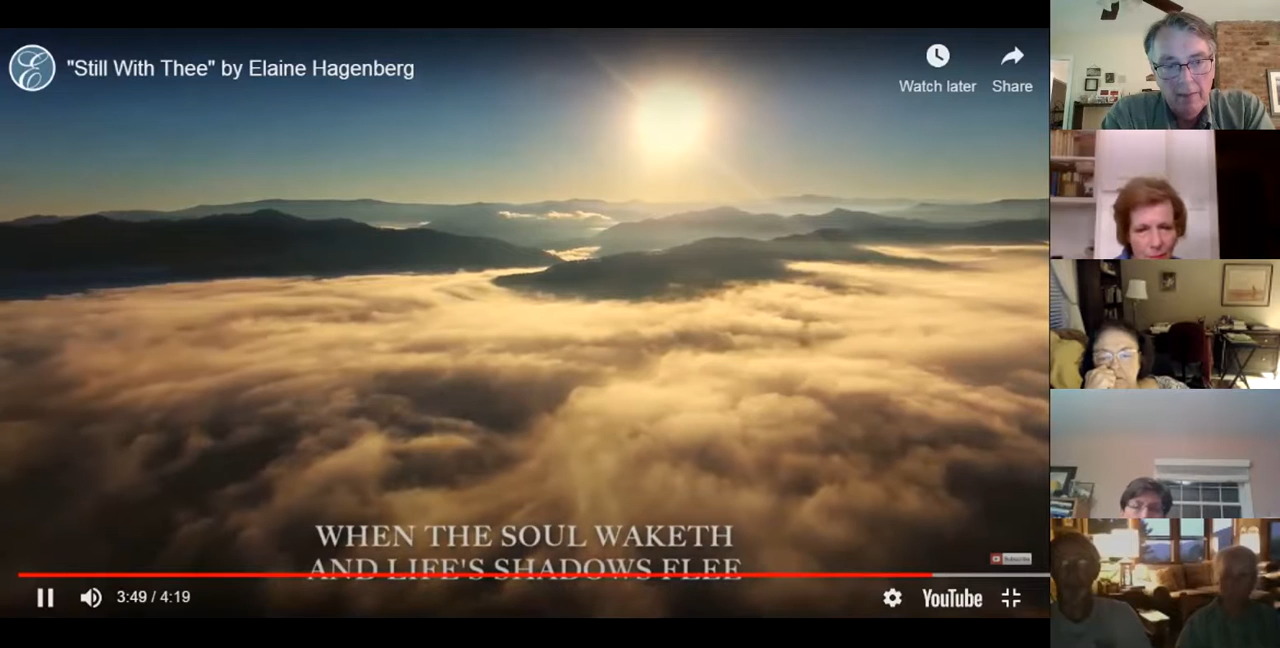 "Still With Thee" by Elaine Hagenberg
Watch later
Share
WHEN THE SOUL WAKETH
AND LIFE'S SHADOWS FLEE
Subscribe
3:49 / 4:19
YouTube